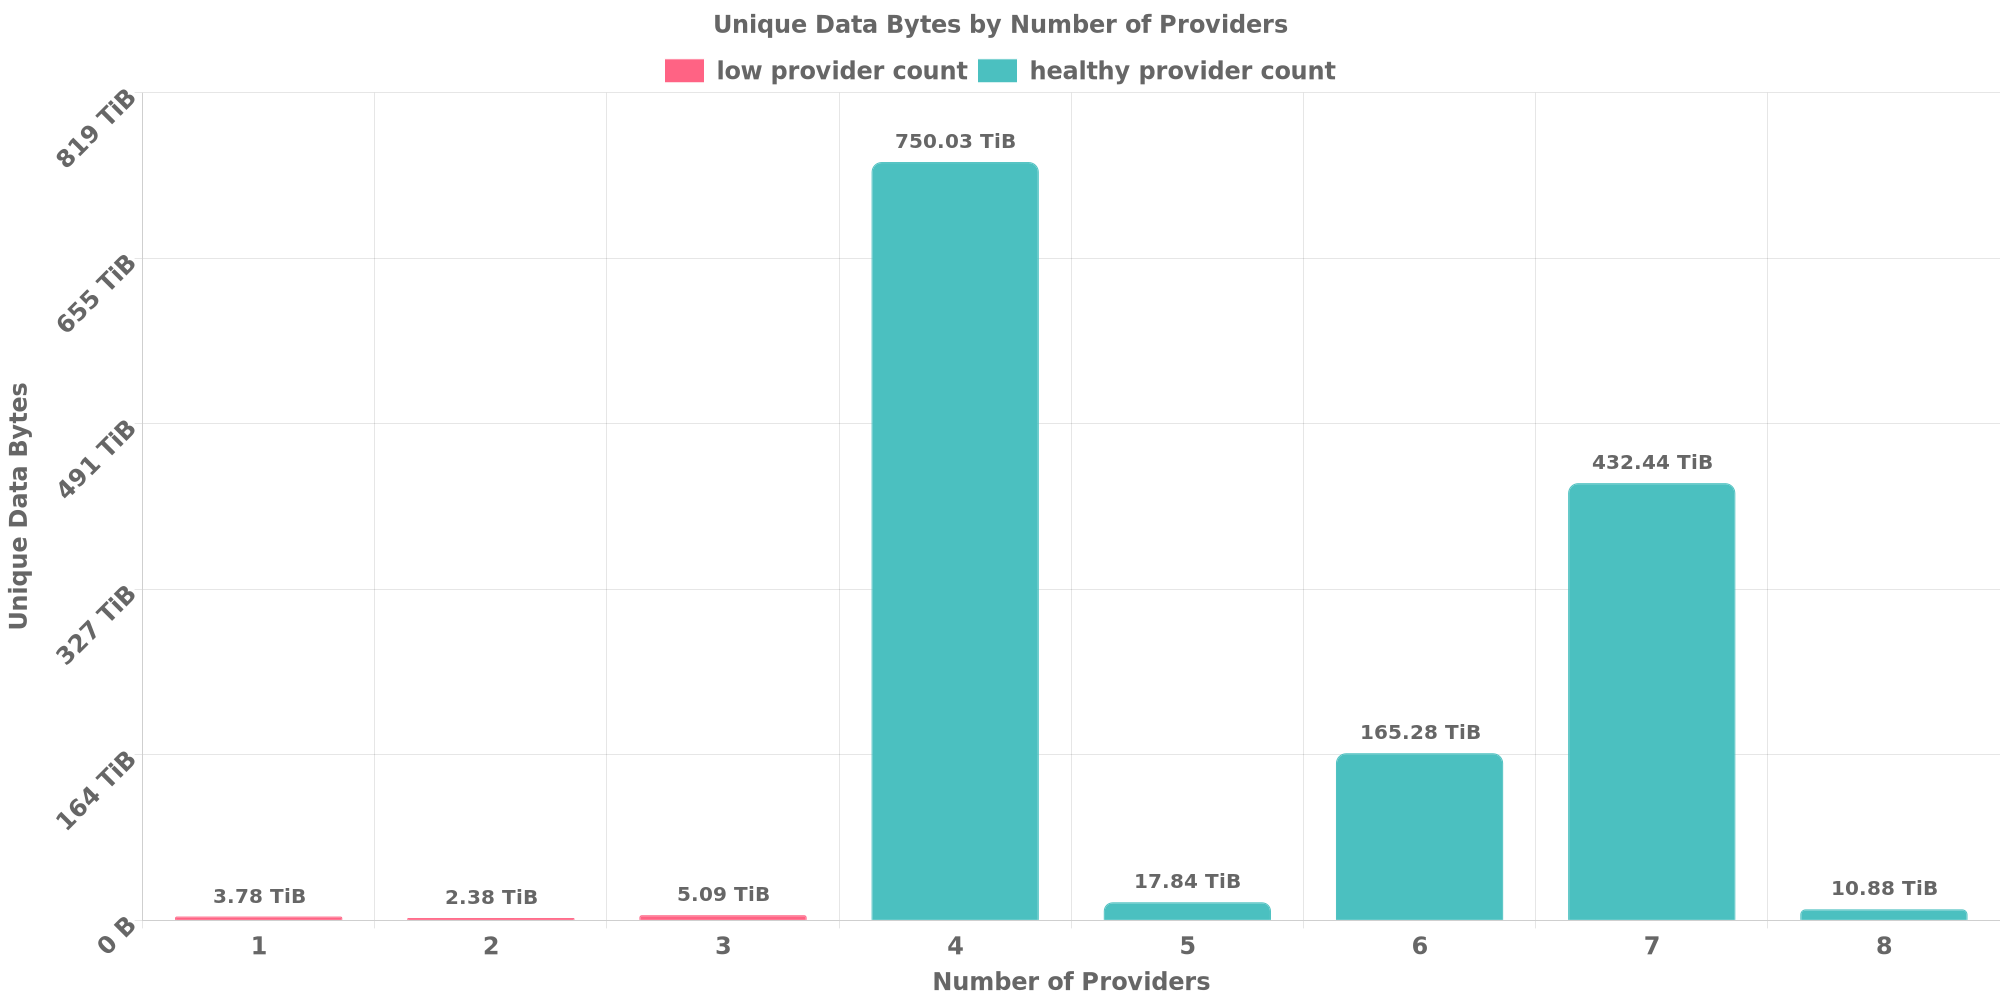 Unique Data Bytes by Number of Providers
low provider count healthy provider count
819 TiB
655 TiB
491 TiB
327 TiB
164 TiB
0 B
Unique Data Bytes
3.78 TiB
2.38 TiB
5.09 TiB
750.03 TiB
17.84 TiB
165.28 TiB
432.44 TiB
10.88 TiB
1 2 3 4 5 6 7 8
Number of Providers